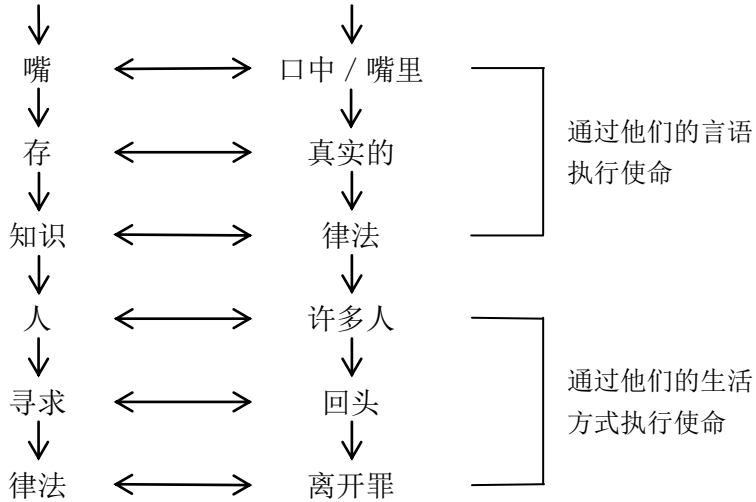 嘴 口中 / 嘴里
存 真实的
通过他们的言语
执行使命
知识 律法
人 许多人
寻求 回头
通过他们的生活
方式执行使命
律法 离开罪